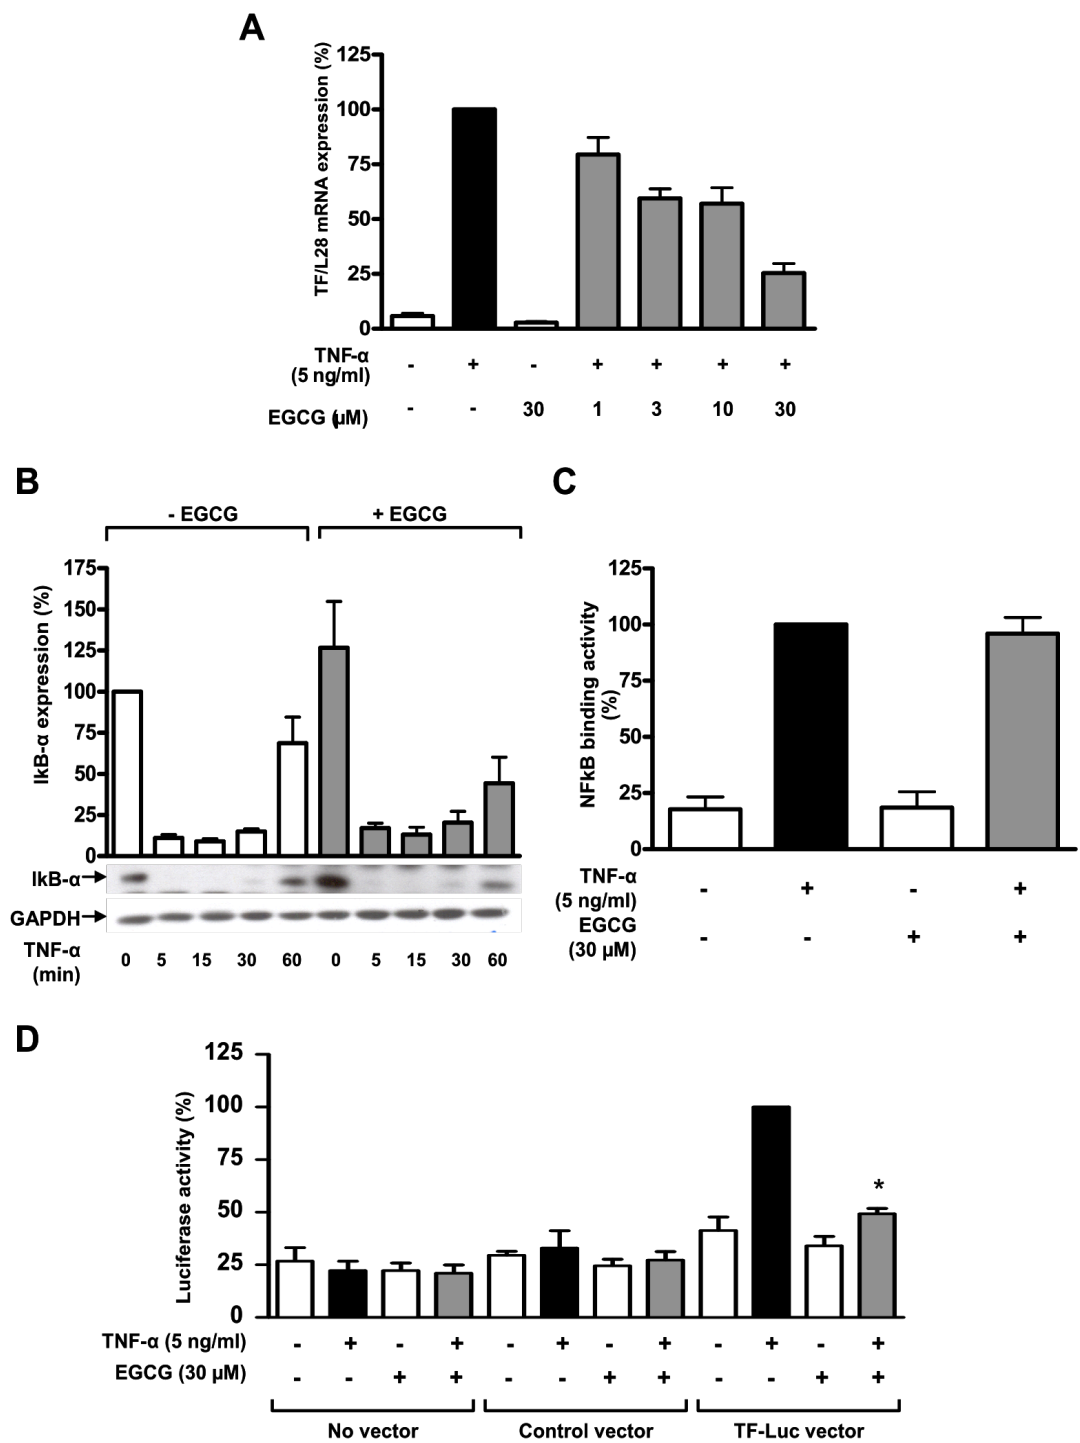 A
TF/L28 mRNA expression (%)
125
100
75
50
25
0
TNF-α
(5 ng/ml)
- + - + + + +
EGCG (µM)
- - 30 1 3 10 30
B
- EGCG
+ EGCG
IkB-α expression (%)
175
150
125
100
75
50
25
0
IkB-α
GAPDH
TNF-α
(min)
0 5 15 30 60 0 5 15 30 60
C
NFkB binding activity
(%)
125
100
75
50
25
0
TNF-α
(5 ng/ml)
- + - +
EGCG
(30 µM)
- - + +
D
Luciferase activity (%)
125
100
75
50
25
0
*
TNF-α (5 ng/ml)
- + - + - + - + - + - +
EGCG (30 µM)
- - + + - - + + - - + +
No vector
Control vector
TF-Luc vector